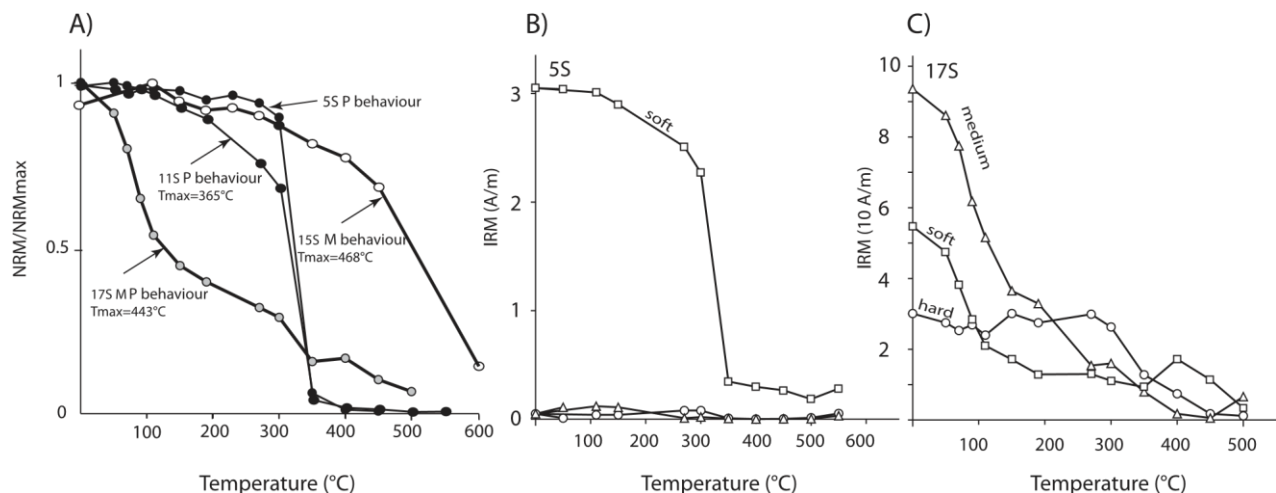 A)
NRM/NRMmax
1
0.5
0
5S P behaviour
11S P behaviour
Tmax=365°C
15S M behaviour
Tmax=468°C
17S MP behaviour
Tmax=443°C
100 200 300 400 500 600
Temperature (°C)
B)
5S
IRM (A/m)
3
2
1
0
soft
100 200 300 400 500 600
Temperature (°C)
C)
17S
IRM (10 A/m)
10
8
6
4
2
medium
soft
hard
100 200 300 400 500
Temperature (°C)